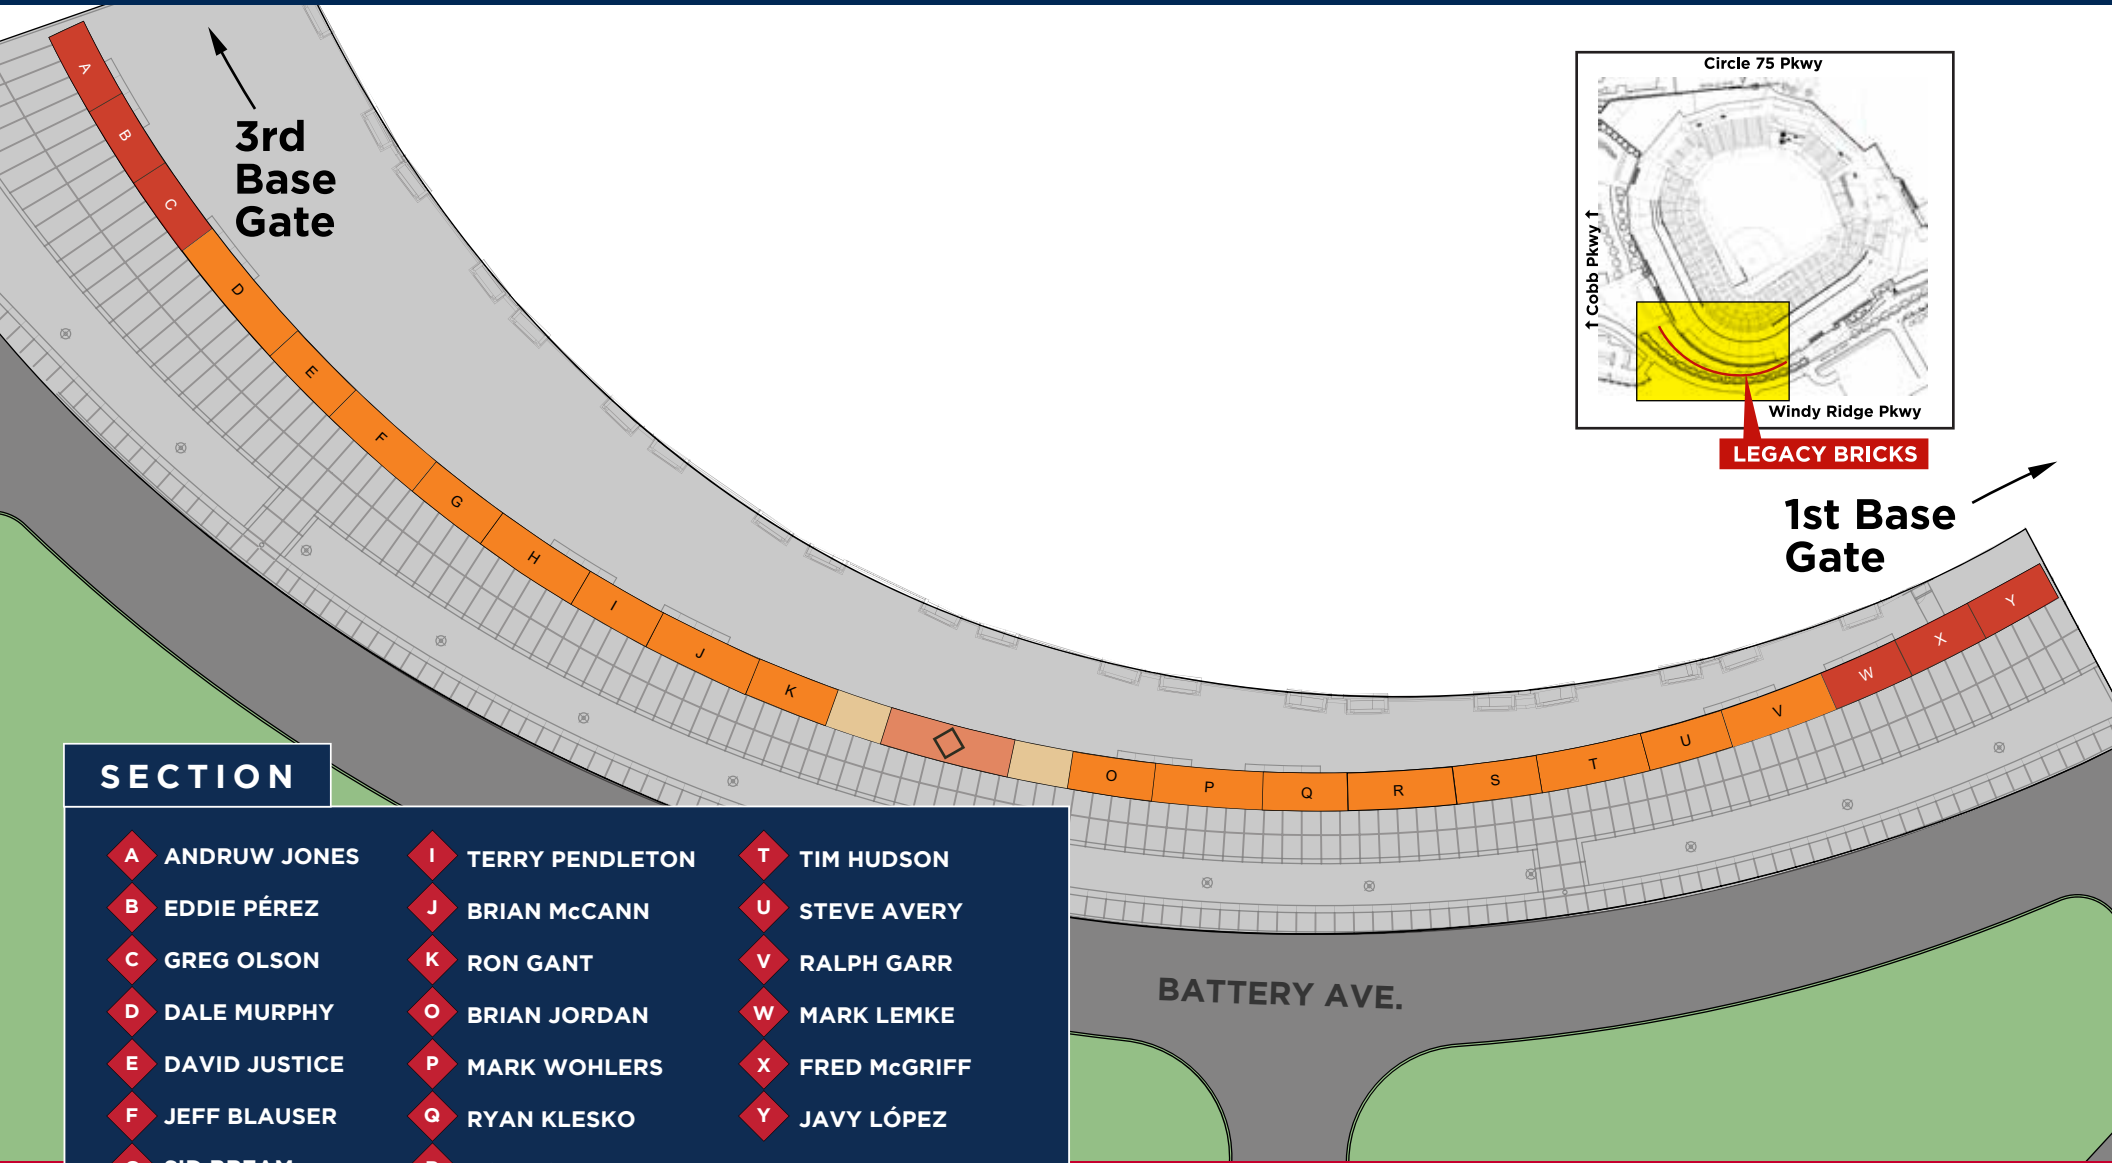 3rd
Base
Gate
Circle 75 Pkwy
Cobb Pkwy
Windy Ridge Pkwy
LEGACY BRICKS
1st Base
Gate
A
B
C
D
E
F
G
H
I
J
K
O
P
Q
R
S
T
U
V
W
X
Y
BATTERY AVE.
SECTION
A ANDRUW JONES
B EDDIE PÉREZ
C GREG OLSON
D DALE MURPHY
E DAVID JUSTICE
F JEFF BLAUSER
I TERRY PENDLETON
J BRIAN McCANN
K RON GANT
O BRIAN JORDAN
P MARK WOHLERS
Q RYAN KLESKO
T TIM HUDSON
U STEVE AVERY
V RALPH GARR
W MARK LEMKE
X FRED McGRIFF
Y JAVY LÓPEZ